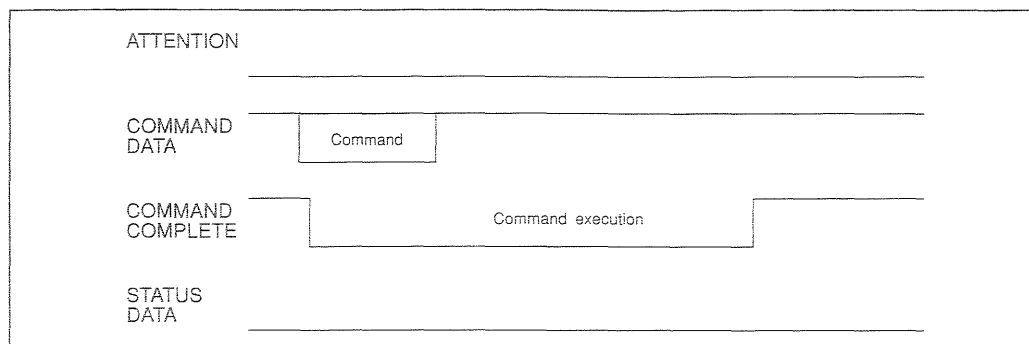 ATTENTION
COMMAND
DATA
Command
COMMAND
COMPLETE
Command execution
STATUS
DATA